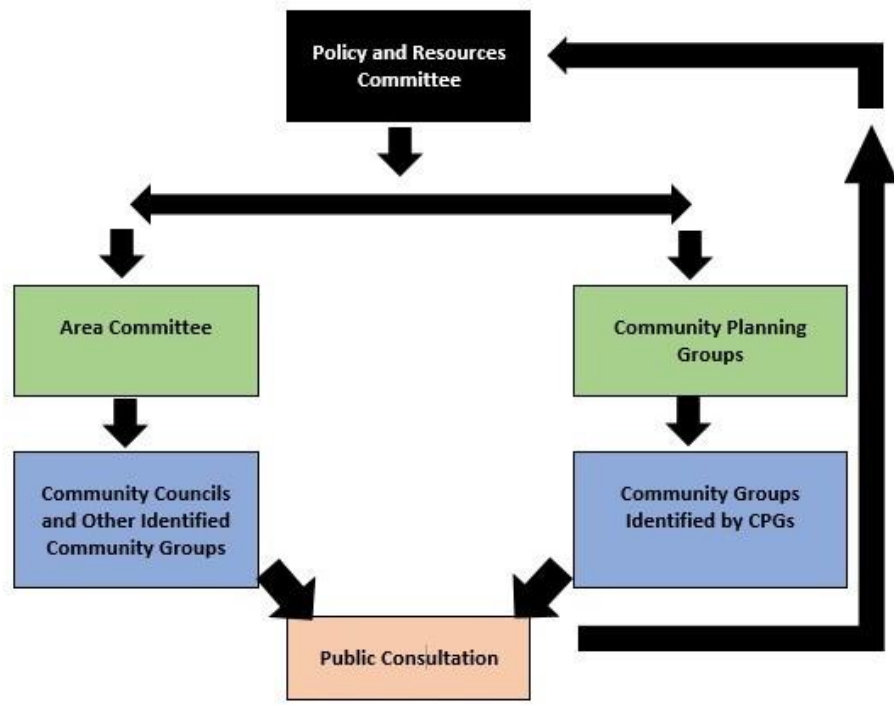 Policy and Resources
Committee
Area Committee
Community Planning
Groups
Community Councils
and Other Identified
Community Groups
Community Groups
Identified by CPGs
Public Consultation